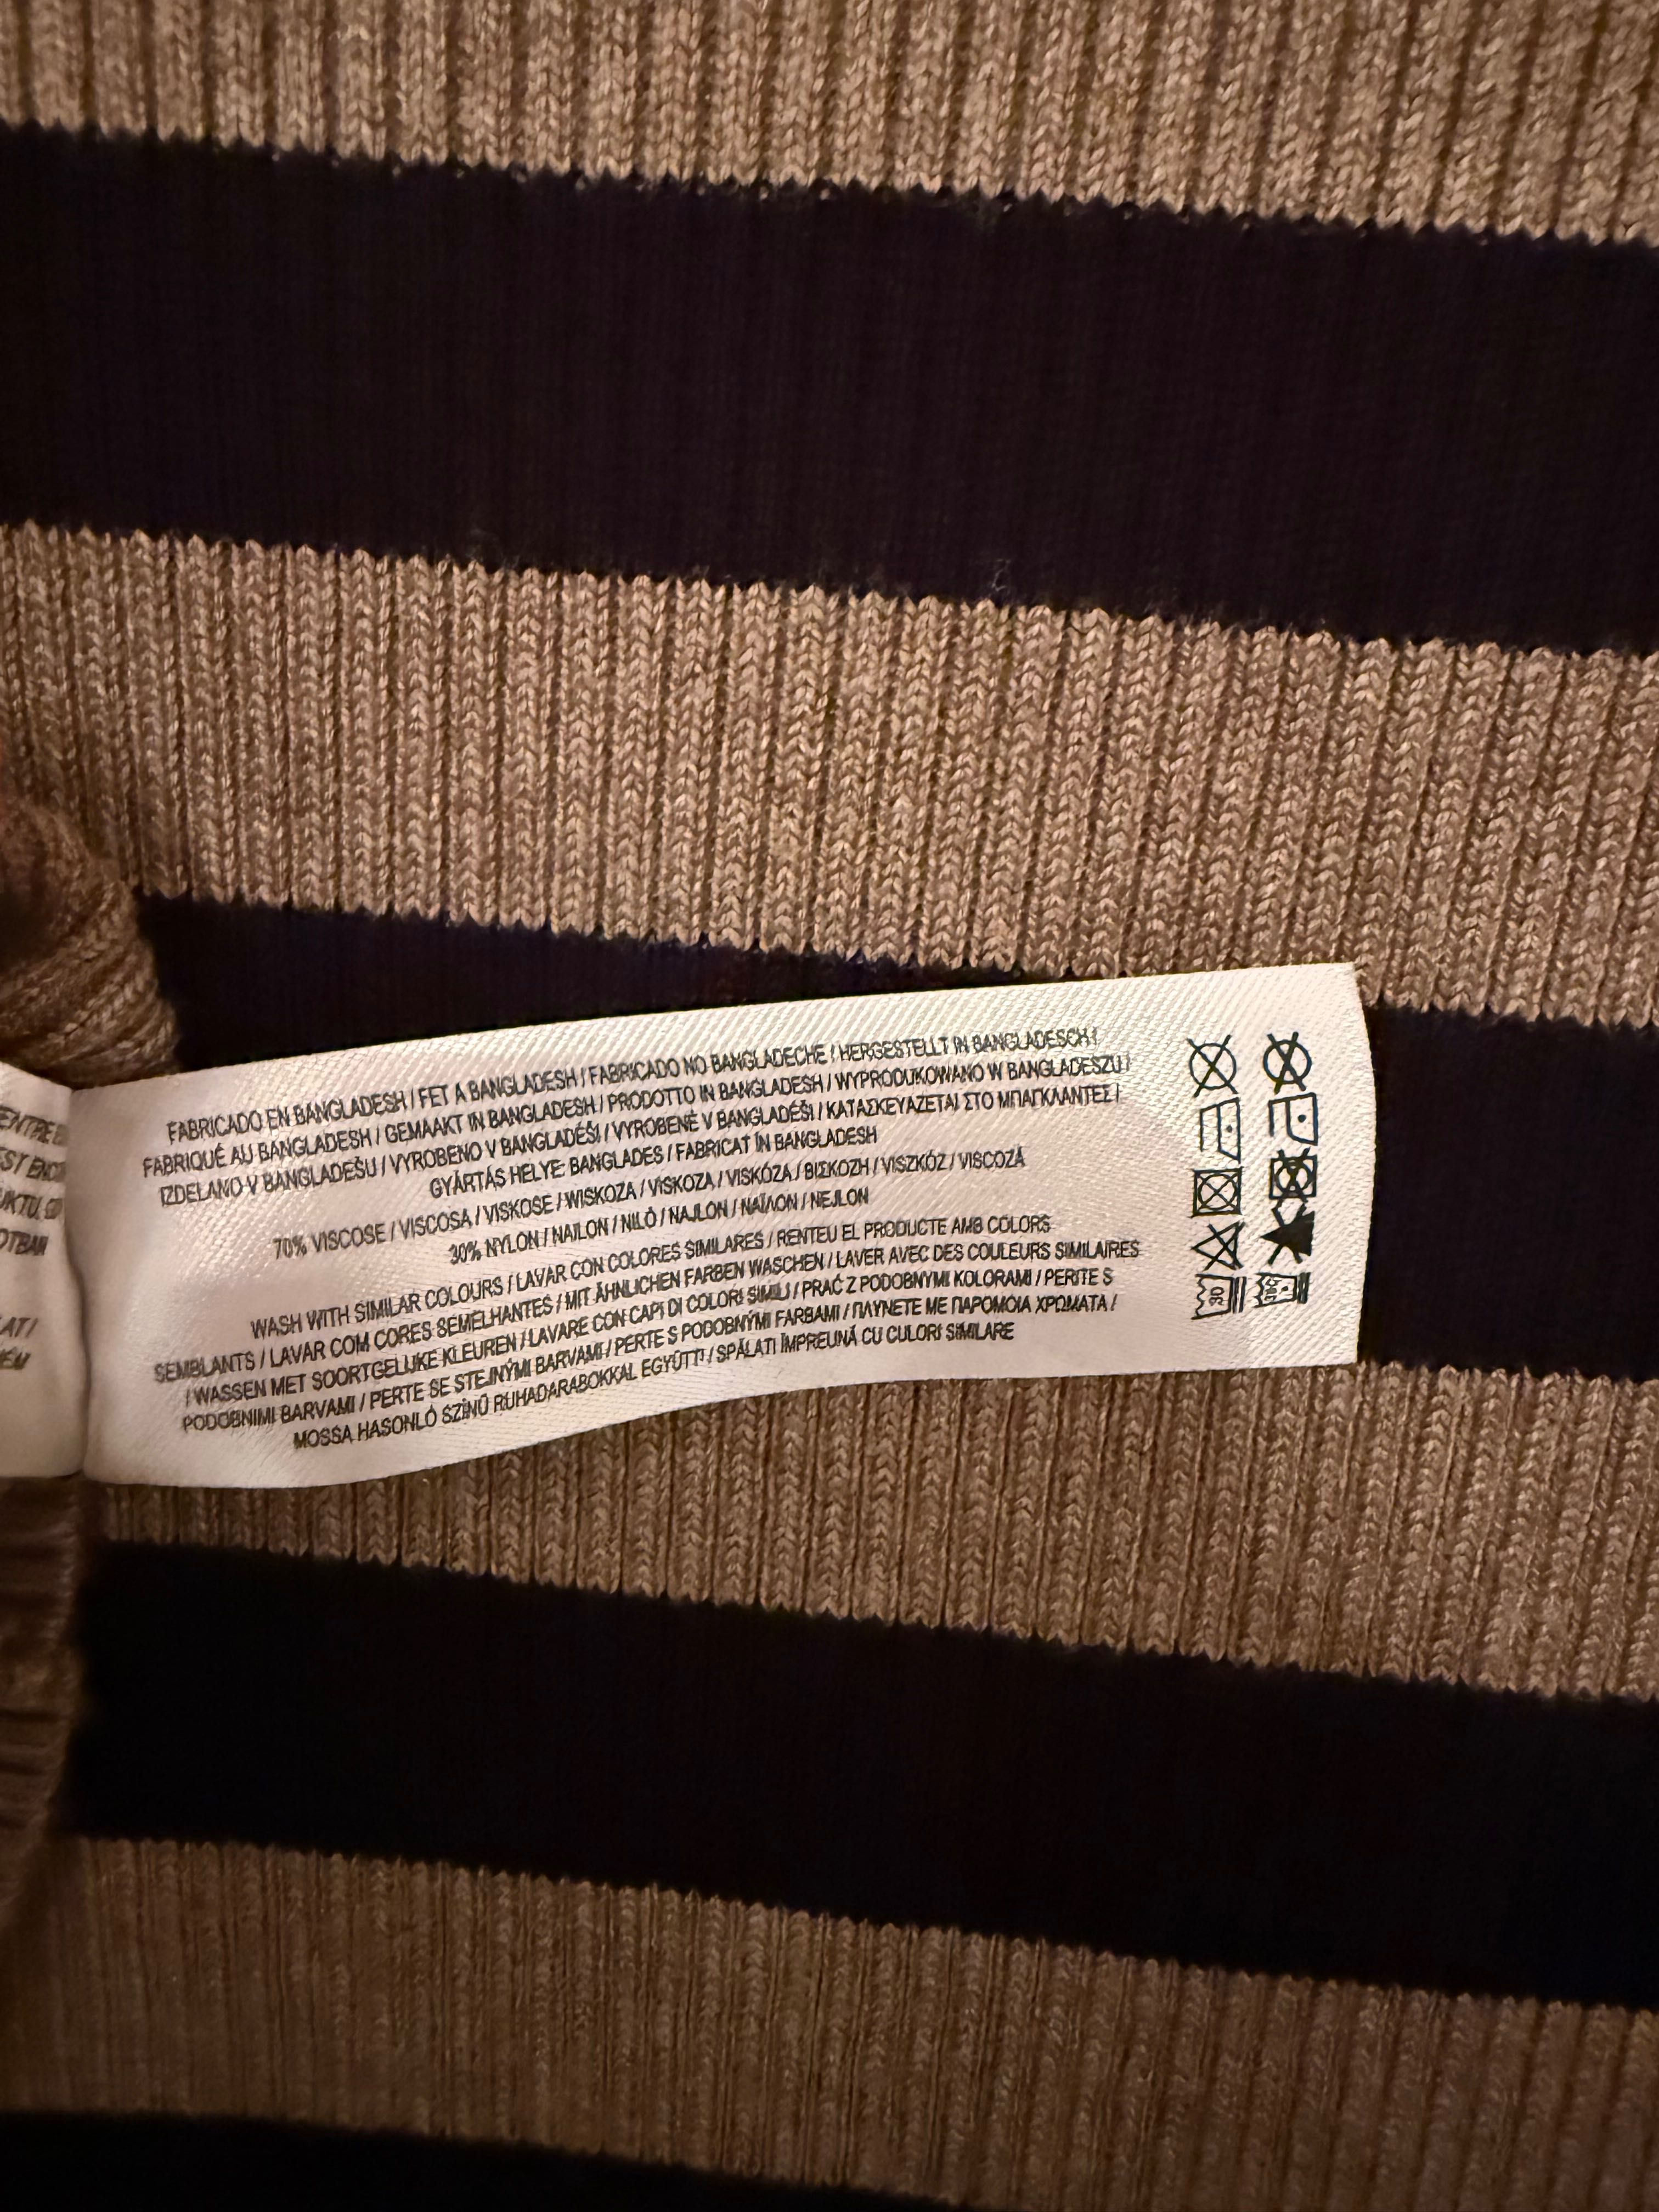 FABRICADO EN BANGLADESH / FET A BANGLADESH / FABRICADO NO BANGLADECHE / HERGESTELLT IN BANGLADESCH /
FABRIQUÉ AU BANGLADESH / GEMAAKT IN BANGLADESH / PRODOTTO IN BANGLADESH / WYPRODUKOWANO W BANGLADESZU /
IZDELANO V BANGLADEŠU / VYROBENO V BANGLADÉŠI / VYROBENÉ V BANGLADÉŠI / ΚΑΤΑΣΚΕΥΑΖΕΤΑΙ ΣΤΟ ΜΠΑΓΚΛΑΝΤΕΣ /
GYÁRTÁS HELYE: BANGLADES / FABRICAT ÎN BANGLADESH
70% VISCOSE / VISCOSA / VISKOSE / WISKOZA / VISKOZA / VISKÓZA / ΒΙΣΚΟΖΗ / VISZKÓZ / VISCOZĂ
30% NYLON / NAILON / NILÓ / NAJLON / ΝΑΪΛΟΝ / NEJLON
WASH WITH SIMILAR COLOURS / LAVAR CON COLORES SIMILARES / RENTEU EL PRODUCTE AMB COLORS
SEMBLANTS / LAVAR COM CORES SEMELHANTES / MIT ÄHNLICHEN FARBEN WASCHEN / LAVER AVEC DES COULEURS SIMILAIRES
/ WASSEN MET SOORTGELIJKE KLEUREN / LAVARE CON CAPI DI COLORI SIMILI / PRAĆ Z PODOBNYMI KOLORAMI / PERITE S
PODOBNIMI BARVAMI / PERTE SE STEJNÝMI BARVAMI / PERTE S PODOBNÝMI FARBAMI / ΠΛΥΝΕΤΕ ΜΕ ΠΑΡΟΜΟΙΑ ΧΡΩΜΑΤΑ /
MOSSA HASONLÓ SZÍNŰ RUHADARABOKKAL EGYÜTT! / SPĂLAȚI ÎMPREUNĂ CU CULORI SIMILARE
30